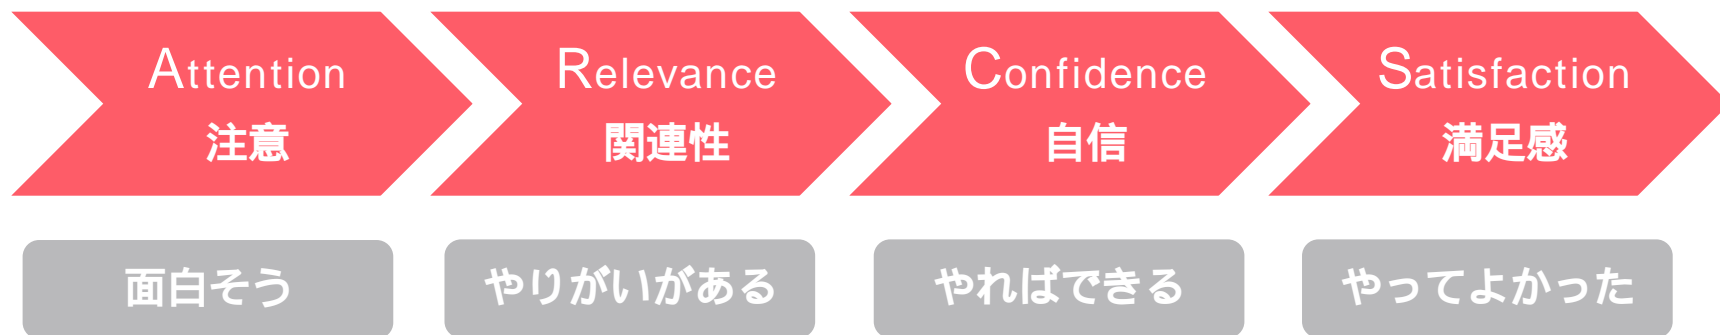 Attention
注意
Relevance
関連性
Confidence
自信
Satisfaction
満足感
面白そう
やりがいがある
やればできる
やってよかった